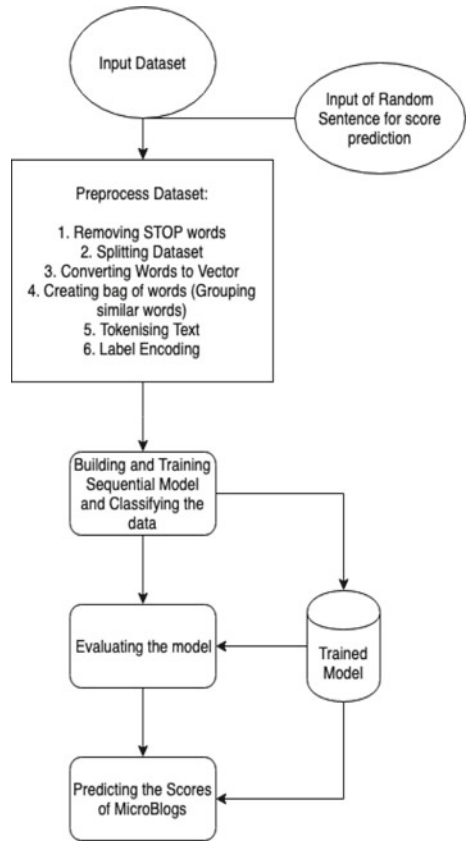 Input Dataset
Input of Random
Sentence for score
prediction
Preprocess Dataset:
1. Removing STOP words
2. Splitting Dataset
3. Converting Words to Vector
4. Creating bag of words (Grouping
similar words)
5. Tokenising Text
6. Label Encoding
Building and Training
Sequential Model
and Classifying the
data
Evaluating the model
Trained
Model
Predicting the Scores
of MicroBlogs